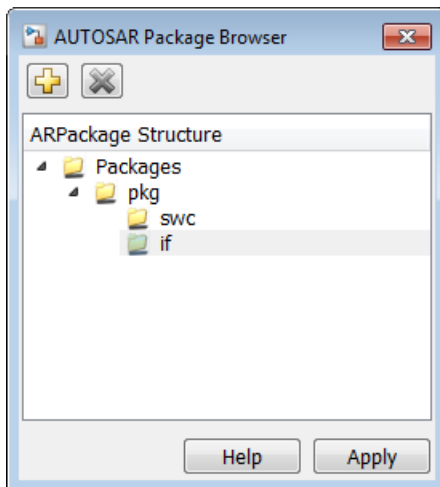 AUTOSAR Package Browser
ARPackage Structure
Packages
pkg
swc
if
Help
Apply